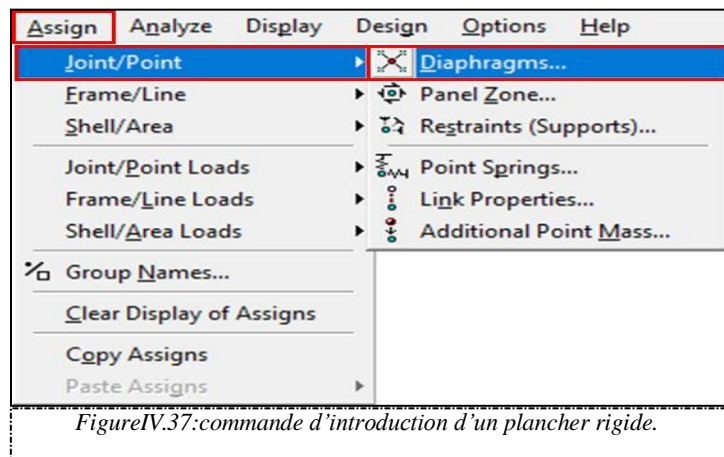 Assign Analyze Display Design Options Help
Joint/Point
Frame/Line
Shell/Area
Joint/Point Loads
Frame/Line Loads
Shell/Area Loads
Group Names...
Clear Display of Assigns
Copy Assigns
Paste Assigns
Diaphragms...
Panel Zone...
Restraints (Supports)...
Point Springs...
Link Properties...
Additional Point Mass...
FigureIV.37:commande d’introduction d’un plancher rigide.